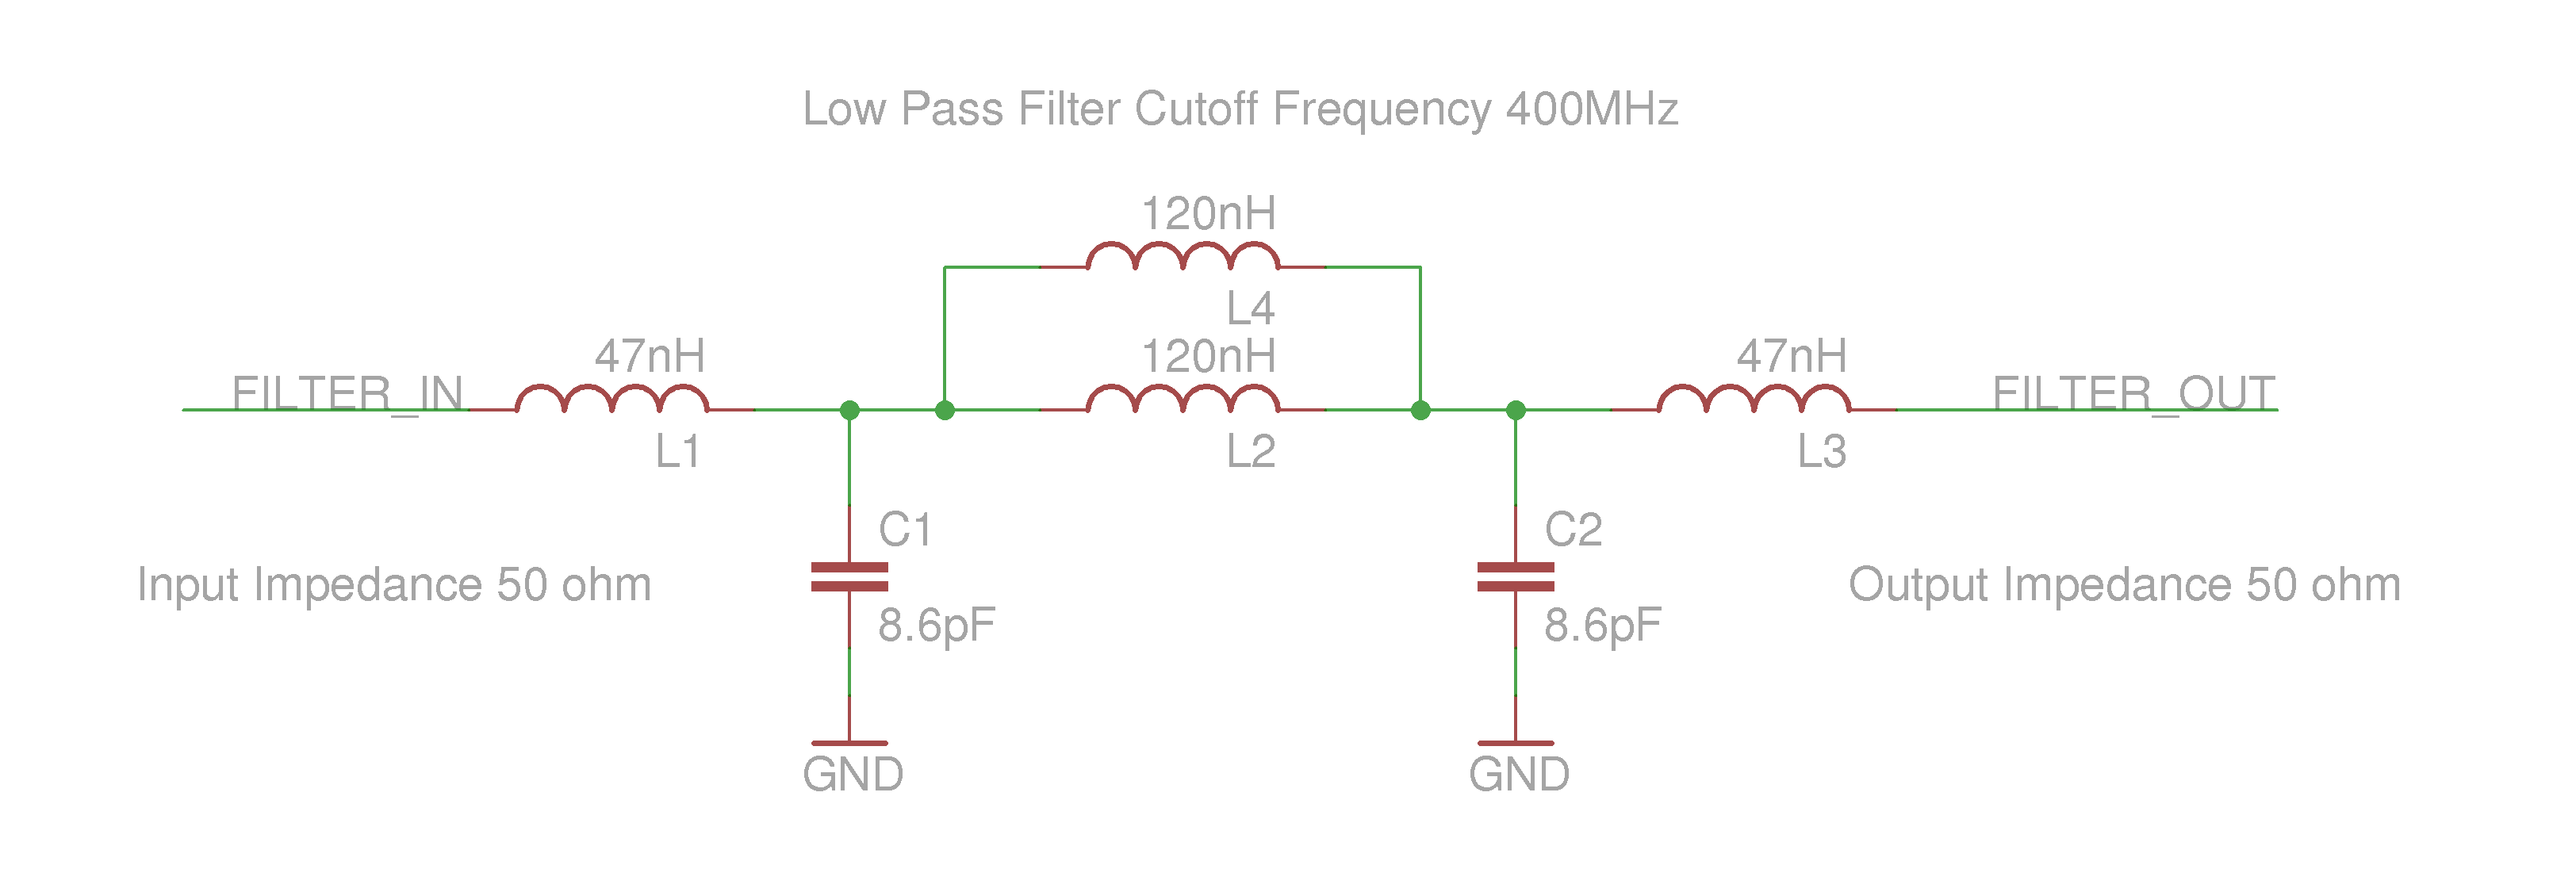 Low Pass Filter Cutoff Frequency 400MHz
120nH
L4
47nH
120nH
47nH
FILTER_IN
FILTER_OUT
L1
L2
L3
C1
C2
Input Impedance 50 ohm
Output Impedance 50 ohm
8.6pF
8.6pF
GND
GND